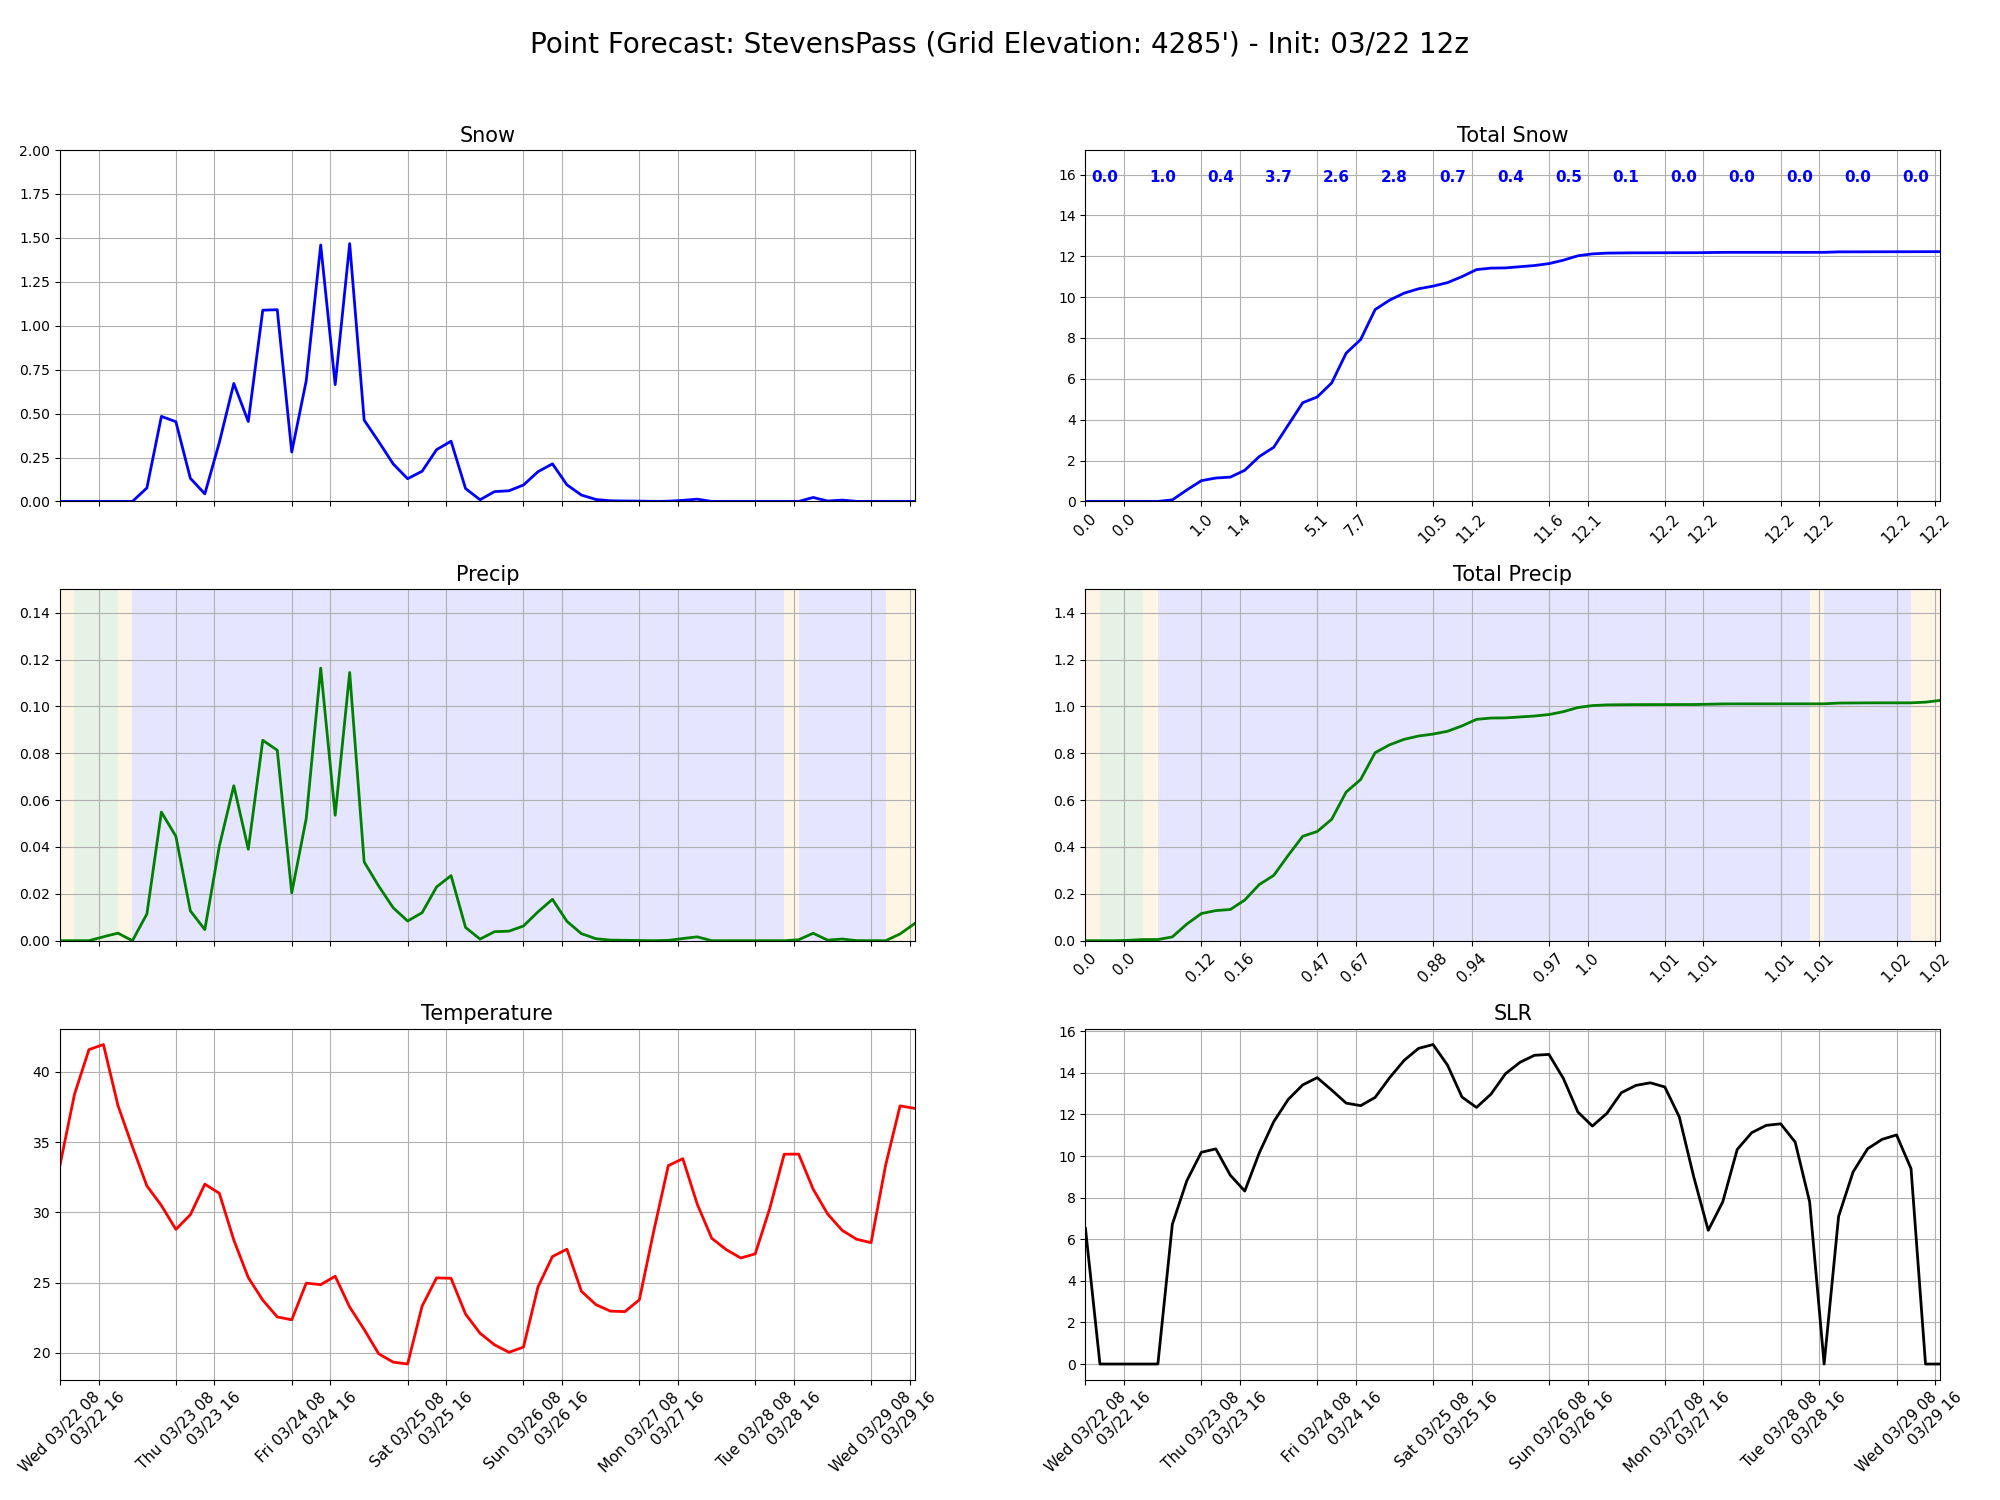 Point Forecast: StevensPass (Grid Elevation: 4285') - Init: 03/22 12z
Snow
2.00
1.75
1.50
1.25
1.00
0.75
0.50
0.25
0.00
Total Snow
0.0 1.0 0.4 3.7 2.6 2.8 0.7 0.4 0.5 0.1 0.0 0.0 0.0 0.0 0.0
16
14
12
10
8
6
4
2
0
0.0 0.0 1.0 1.4 5.1 7.7 10.5 11.2 11.6 12.1 12.2 12.2 12.2 12.2 12.2 12.2
Precip
0.14
0.12
0.10
0.08
0.06
0.04
0.02
0.00
Total Precip
1.4
1.2
1.0
0.8
0.6
0.4
0.2
0.0
0.0 0.0 0.12 0.16 0.47 0.67 0.88 0.94 0.97 1.0 1.01 1.01 1.01 1.01 1.02 1.02
Temperature
40
35
30
25
20
Wed 03/22 08
03/22 16
Thu 03/23 08
03/23 16
Fri 03/24 08
03/24 16
Sat 03/25 08
03/25 16
Sun 03/26 08
03/26 16
Mon 03/27 08
03/27 16
Tue 03/28 08
03/28 16
Wed 03/29 08
03/29 16
SLR
16
14
12
10
8
6
4
2
0
Wed 03/22 08
03/22 16
Thu 03/23 08
03/23 16
Fri 03/24 08
03/24 16
Sat 03/25 08
03/25 16
Sun 03/26 08
03/26 16
Mon 03/27 08
03/27 16
Tue 03/28 08
03/28 16
Wed 03/29 08
03/29 16